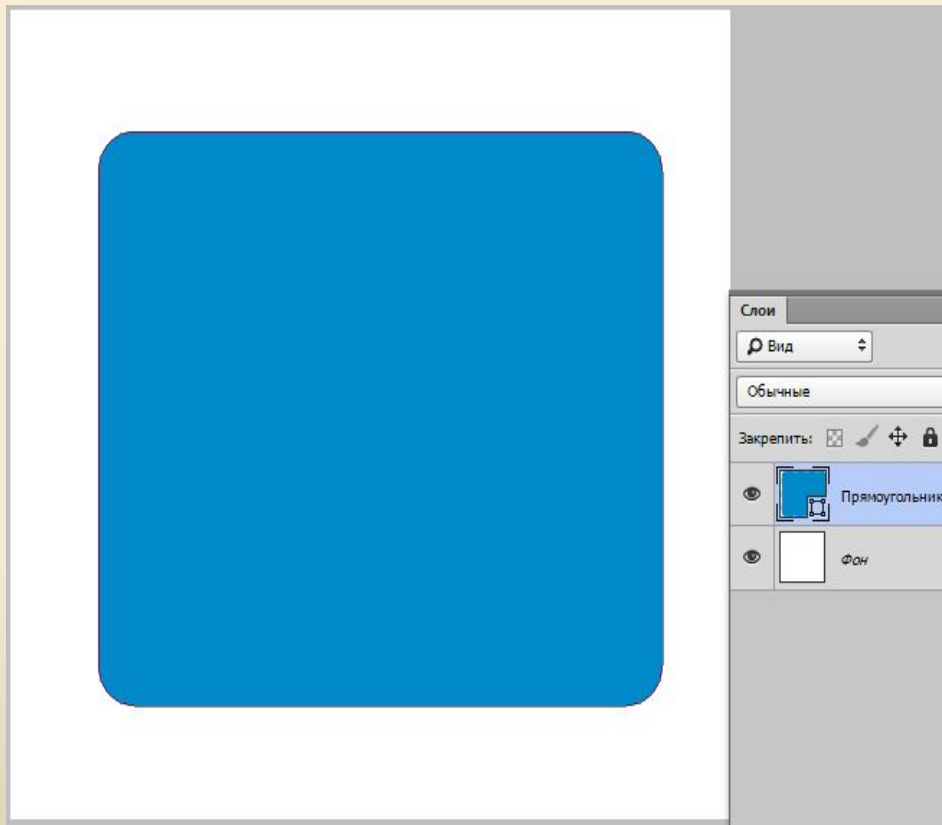 Слои
Вид
Обычные
Закрепить:
Прямоугольник
Фон